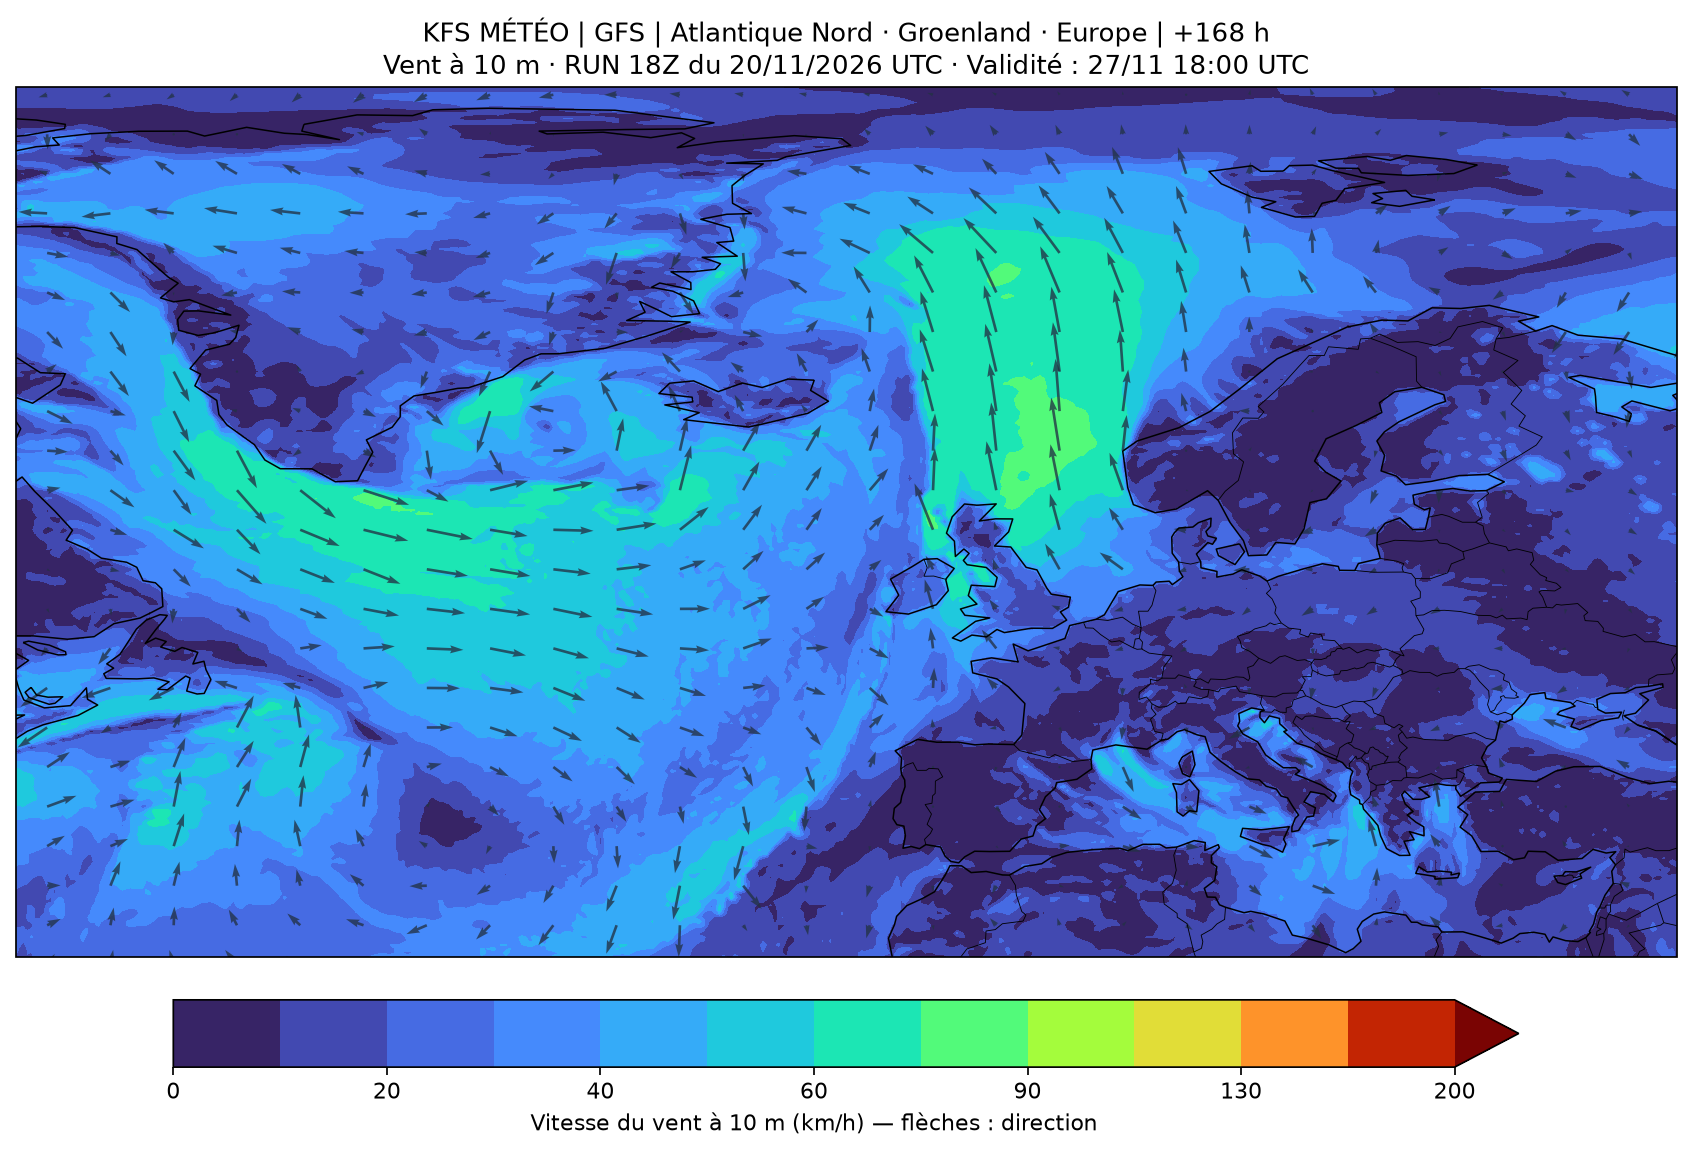 KFS MÉTÉO | GFS | Atlantique Nord · Groenland · Europe | +168 h
Vent à 10 m · RUN 18Z du 20/11/2026 UTC · Validité : 27/11 18:00 UTC
0 20 40 60 90 130 200
Vitesse du vent à 10 m (km/h) — flèches : direction